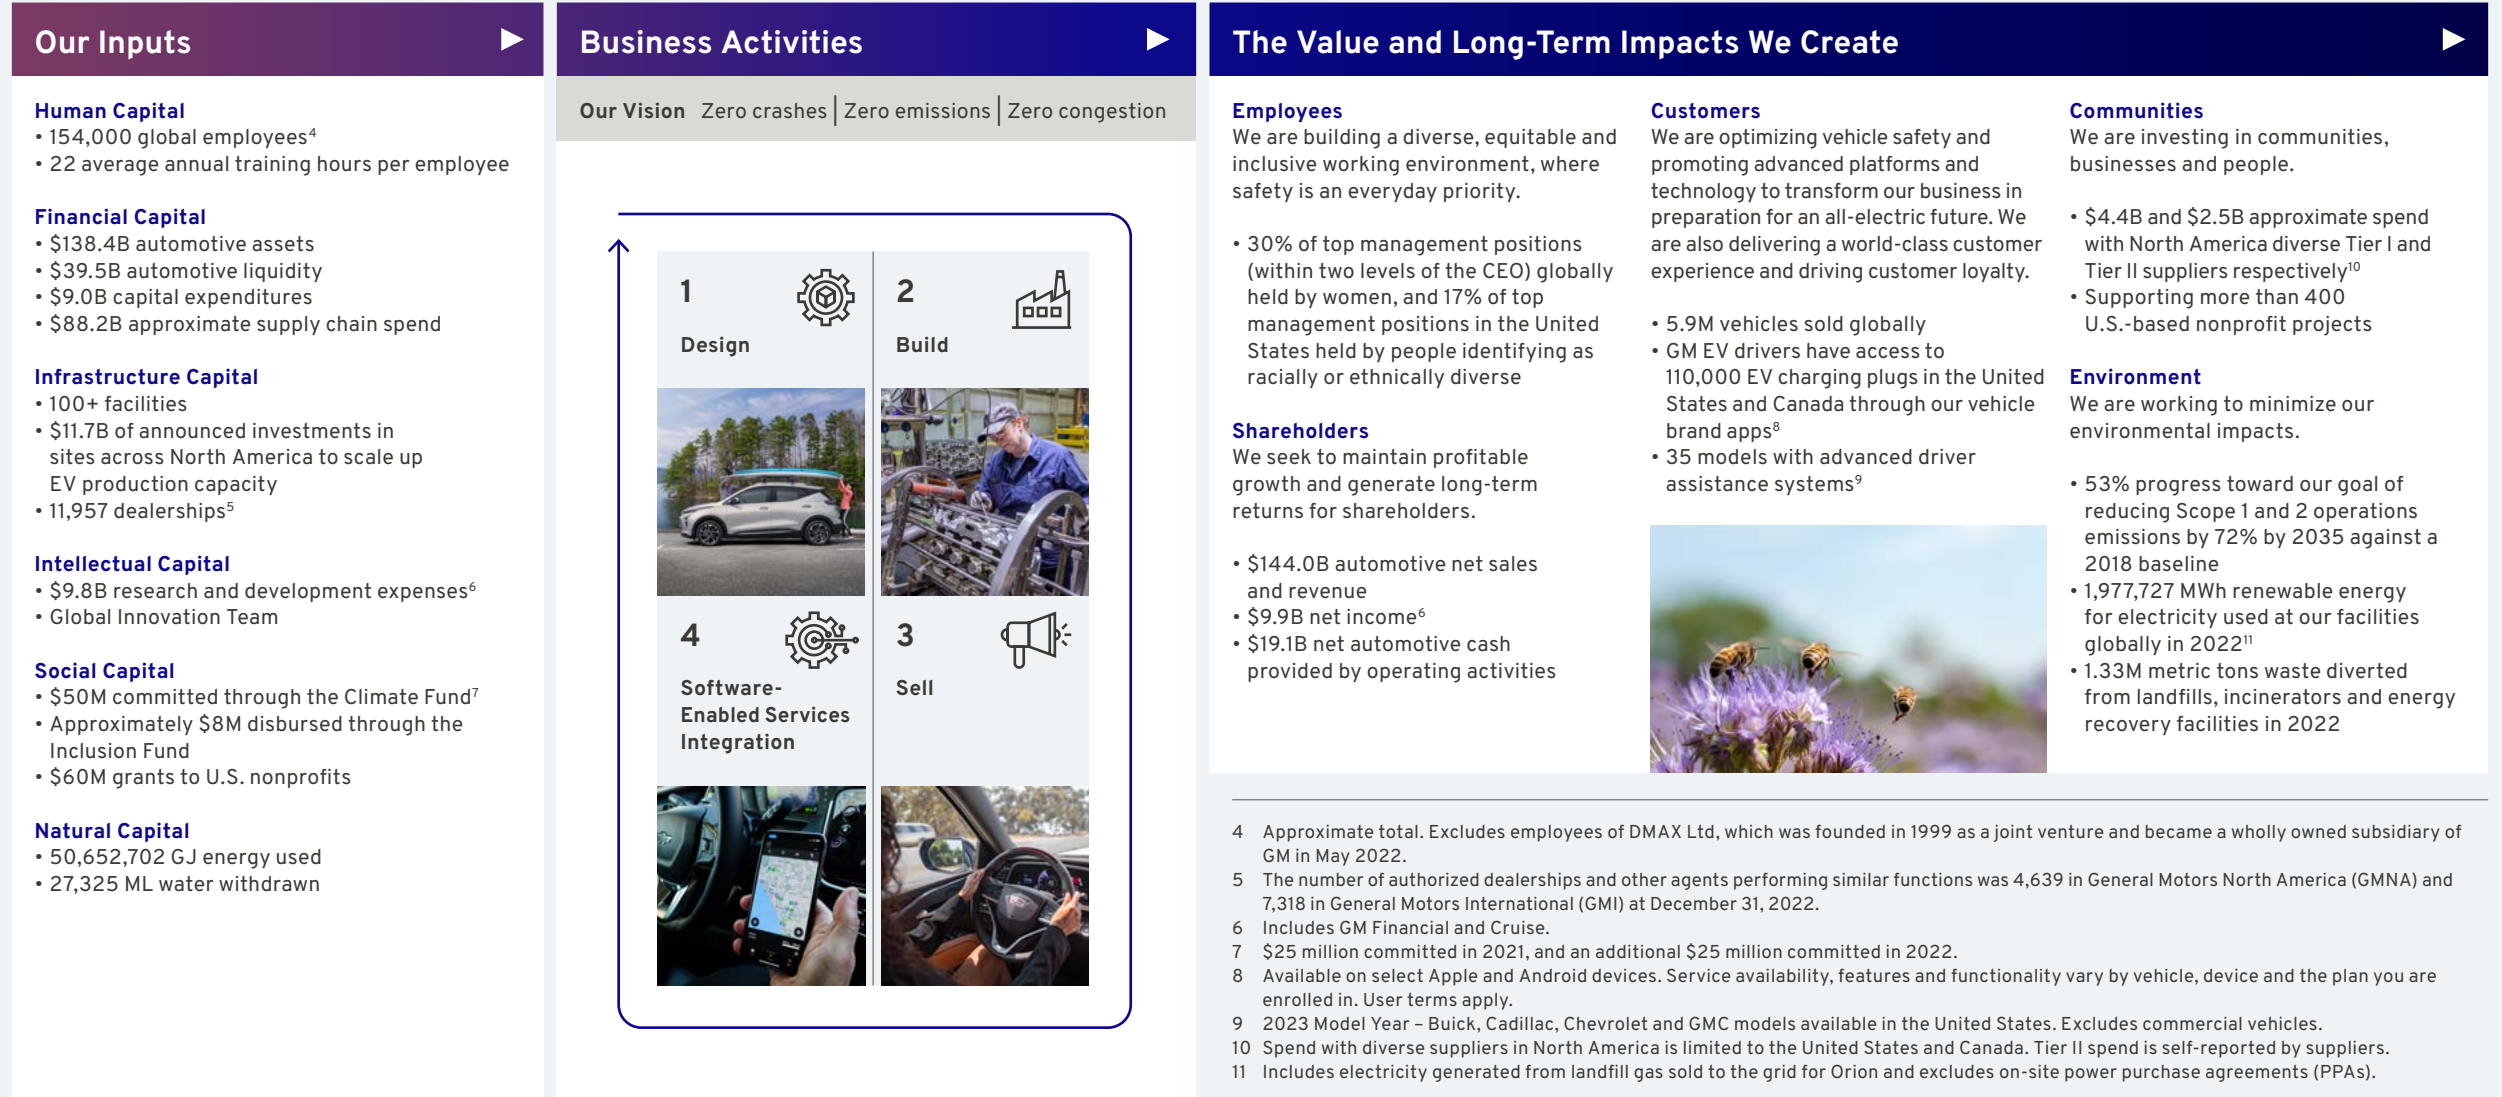 Our Inputs
Human Capital
• 154,000 global employees⁴
• 22 average annual training hours per employee
Financial Capital
• $138.4B automotive assets
• $39.5B automotive liquidity
• $9.0B capital expenditures
• $88.2B approximate supply chain spend
Infrastructure Capital
• 100+ facilities
• $11.7B of announced investments in
sites across North America to scale up
EV production capacity
• 11,957 dealerships⁵
Intellectual Capital
• $9.8B research and development expenses⁶
• Global Innovation Team
Social Capital
• $50M committed through the Climate Fund⁷
• Approximately $8M disbursed through the
Inclusion Fund
• $60M grants to U.S. nonprofits
Natural Capital
• 50,652,702 GJ energy used
• 27,325 ML water withdrawn
Business Activities
Our Vision Zero crashes | Zero emissions | Zero congestion
1
Design
2
Build
4
Software-
Enabled Services
Integration
3
Sell
The Value and Long-Term Impacts We Create
Employees
We are building a diverse, equitable and
inclusive working environment, where
safety is an everyday priority.
• 30% of top management positions
(within two levels of the CEO) globally
held by women, and 17% of top
management positions in the United
States held by people identifying as
racially or ethnically diverse
Shareholders
We seek to maintain profitable
growth and generate long-term
returns for shareholders.
• $144.0B automotive net sales
and revenue
• $9.9B net income⁶
• $19.1B net automotive cash
provided by operating activities
Customers
We are optimizing vehicle safety and
promoting advanced platforms and
technology to transform our business in
preparation for an all-electric future. We
are also delivering a world-class customer
experience and driving customer loyalty.
• 5.9M vehicles sold globally
• GM EV drivers have access to
110,000 EV charging plugs in the United
States and Canada through our vehicle
brand apps⁸
• 35 models with advanced driver
assistance systems⁹
Communities
We are investing in communities,
businesses and people.
• $4.4B and $2.5B approximate spend
with North America diverse Tier I and
Tier II suppliers respectively¹⁰
• Supporting more than 400
U.S.-based nonprofit projects
Environment
We are working to minimize our
environmental impacts.
• 53% progress toward our goal of
reducing Scope 1 and 2 operations
emissions by 72% by 2035 against a
2018 baseline
• 1,977,727 MWh renewable energy
for electricity used at our facilities
globally in 2022¹¹
• 1.33M metric tons waste diverted
from landfills, incinerators and energy
recovery facilities in 2022
4 Approximate total. Excludes employees of DMAX Ltd, which was founded in 1999 as a joint venture and became a wholly owned subsidiary of
GM in May 2022.
5 The number of authorized dealerships and other agents performing similar functions was 4,639 in General Motors North America (GMNA) and
7,318 in General Motors International (GMI) at December 31, 2022.
6 Includes GM Financial and Cruise.
7 $25 million committed in 2021, and an additional $25 million committed in 2022.
8 Available on select Apple and Android devices. Service availability, features and functionality vary by vehicle, device and the plan you are
enrolled in. User terms apply.
9 2023 Model Year – Buick, Cadillac, Chevrolet and GMC models available in the United States. Excludes commercial vehicles.
10 Spend with diverse suppliers in North America is limited to the United States and Canada. Tier II spend is self-reported by suppliers.
11 Includes electricity generated from landfill gas sold to the grid for Orion and excludes on-site power purchase agreements (PPAs).